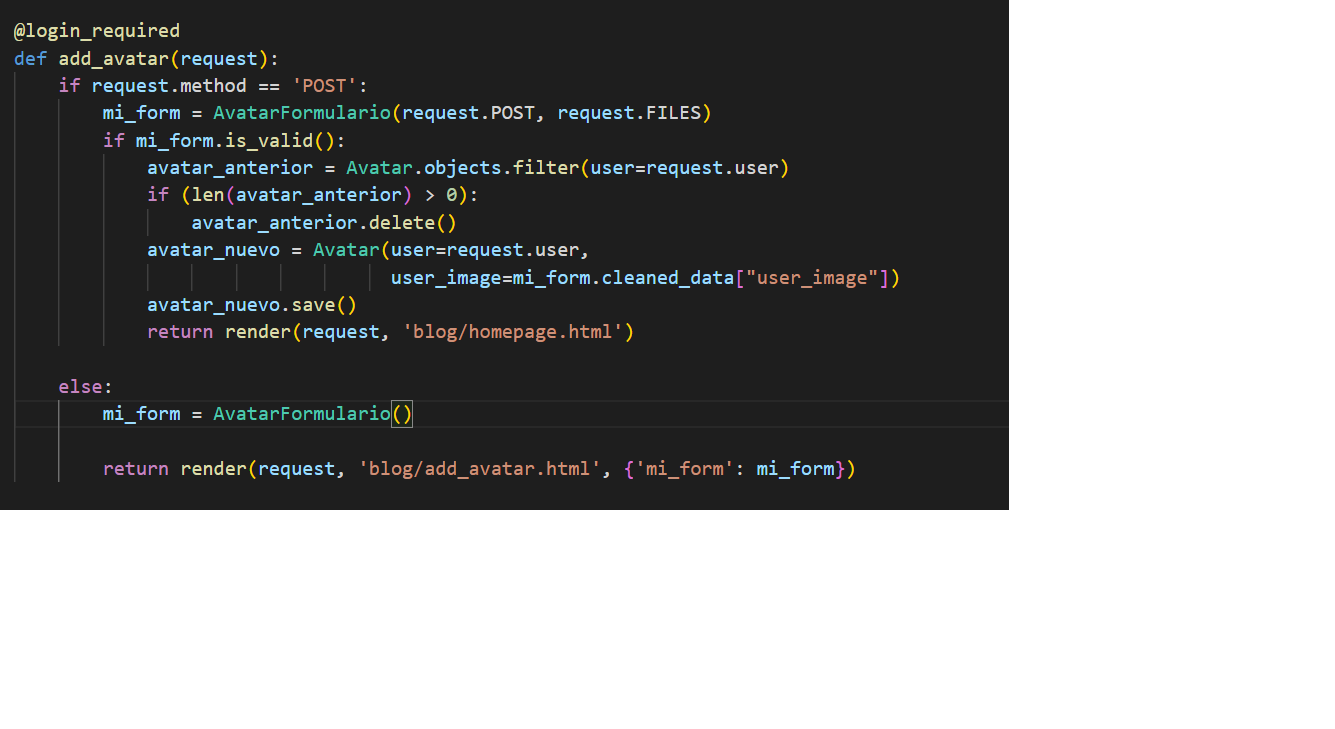 @login_required
def add_avatar(request):
    if request.method == 'POST':
        mi_form = AvatarFormulario(request.POST, request.FILES)
        if mi_form.is_valid():
            avatar_anterior = Avatar.objects.filter(user=request.user)
            if (len(avatar_anterior) > 0):
                avatar_anterior.delete()
            avatar_nuevo = Avatar(user=request.user,
                                  user_image=mi_form.cleaned_data["user_image"])
            avatar_nuevo.save()
            return render(request, 'blog/homepage.html')
    else:
        mi_form = AvatarFormulario()
        return render(request, 'blog/add_avatar.html', {'mi_form': mi_form})